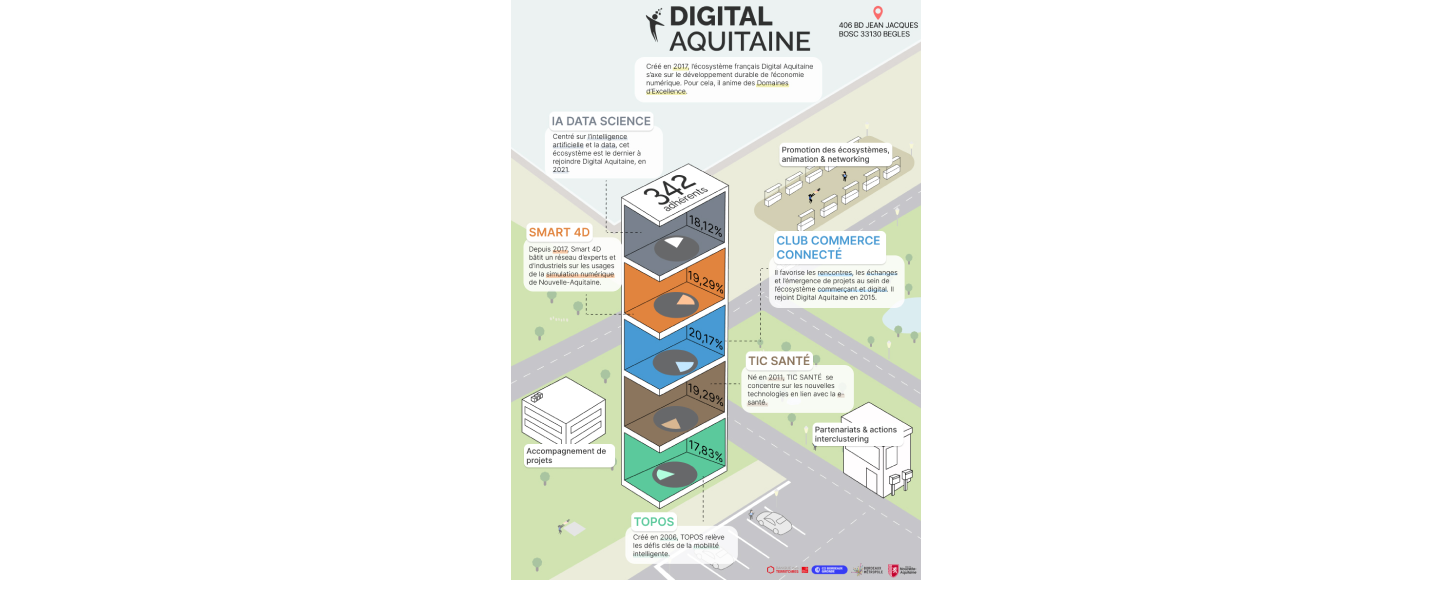 DIGITAL
AQUITAINE
406 BD JEAN JACQUES
BOSC 33130 BEGLES
Créé en 2017, l'écosystème français Digital Aquitaine
s'axe sur le développement durable de l'économie
numérique. Pour cela, il anime des Domaines
d'Excellence.
IA DATA SCIENCE
Centré sur l'intelligence
artificielle et la data, cet
écosystème est le dernier à
rejoindre Digital Aquitaine, en
2021.
Promotion des écosystèmes,
animation & networking
342
adhérents
18,12%
SMART 4D
Depuis 2017, Smart 4D
bâtit un réseau d'experts et
d'industriels sur les usages
de la simulation numérique
de Nouvelle-Aquitaine.
19,29%
CLUB COMMERCE
CONNECTÉ
Il favorise les rencontres, les échanges
et l'émergence de projets au sein de
l'écosystème commerçant et digital. Il
rejoint Digital Aquitaine en 2015.
20,17%
TIC SANTÉ
Né en 2011, TIC SANTÉ se
concentre sur les nouvelles
technologies en lien avec la e-
santé.
19,29%
Accompagnement de
projets
Partenariats & actions
interclustering
17,83%
TOPOS
Créé en 2006, TOPOS relève
les défis clés de la mobilité
intelligente.
BORDEAUX
MÉTROPOLE
Nouvelle-
Aquitaine